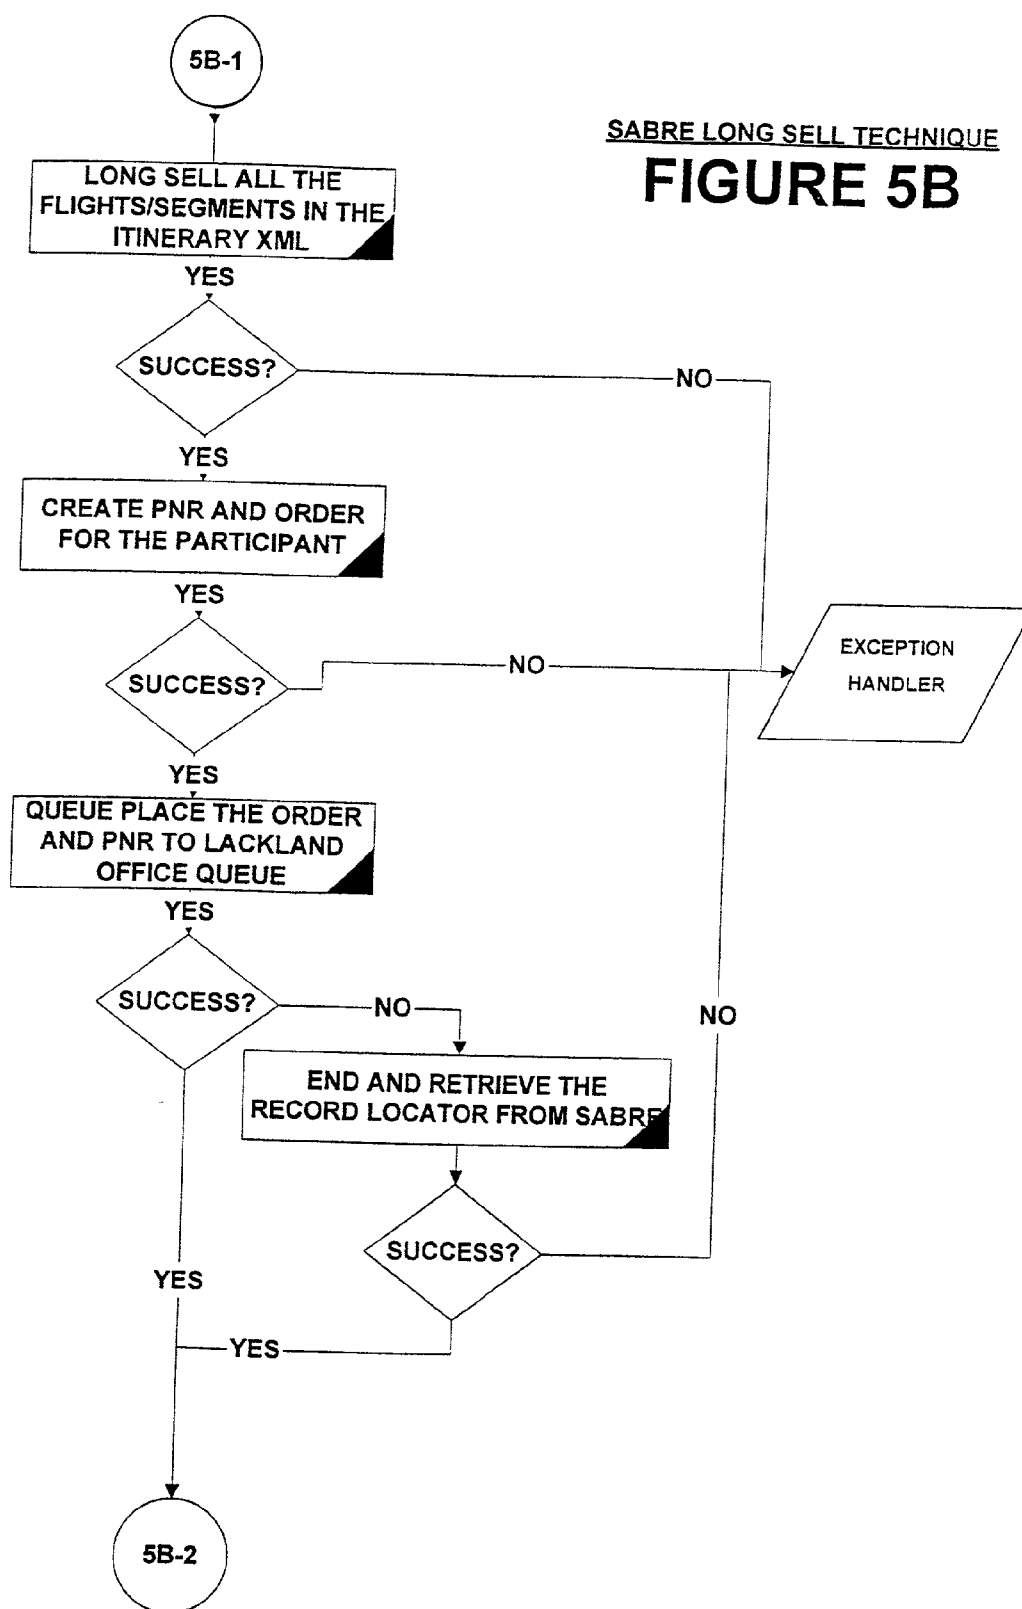 5B-1
SABRE LONG SELL TECHNIQUE
FIGURE 5B
LONG SELL ALL THE
FLIGHTS/SEGMENTS IN THE
ITINERARY XML
YES
SUCCESS?
NO
YES
CREATE PNR AND ORDER
FOR THE PARTICIPANT
YES
SUCCESS?
NO
EXCEPTION
HANDLER
YES
QUEUE PLACE THE ORDER
AND PNR TO LACKLAND
OFFICE QUEUE
YES
SUCCESS?
NO
NO
END AND RETRIEVE THE
RECORD LOCATOR FROM SABRE
SUCCESS?
YES
YES
5B-2